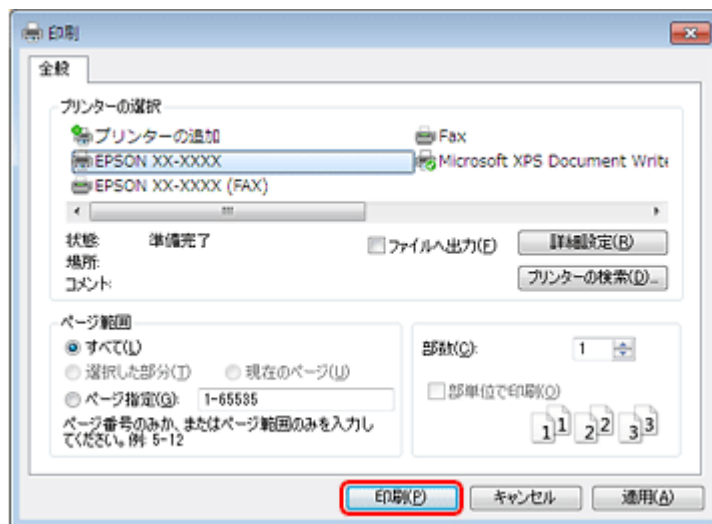 印刷
全般
プリンターの選択
プリンターの追加
Fax
EPSON XX-XXXX
Microsoft XPS Document Write
EPSON XX-XXXX (FAX)
状態: 準備完了
ファイルへ出力(F)
詳細設定(R)
場所:
コメント:
プリンターの検索(D)...
ページ範囲
すべて(L)
選択した部分(T)
現在のページ(U)
ページ指定(G): 1-65535
ページ番号のみか、またはページ範囲のみを入力し
てください。例: 5-12
部数(C): 1
部単位で印刷(O)
11 22 33
印刷(P)
キャンセル
適用(A)